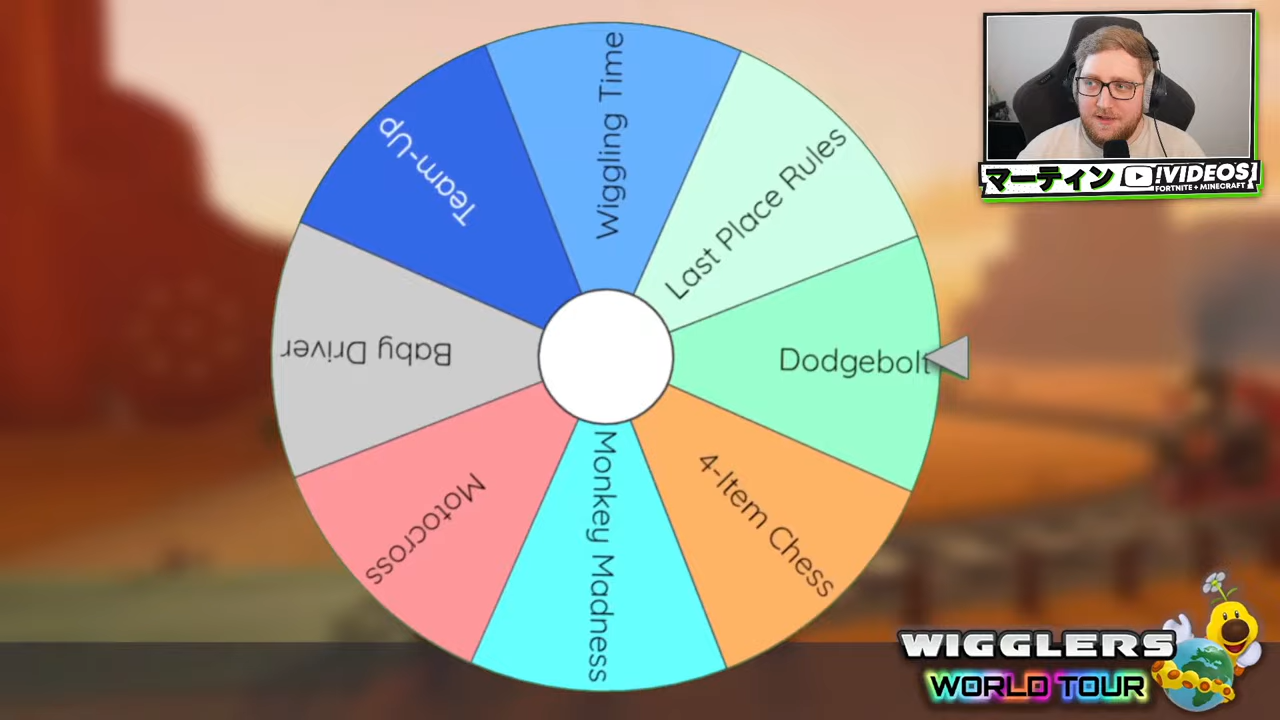 Wiggling Time
Last Place Rules
Dodgebolt
4-Item Chess
Monkey Madness
Motocross
Baby Driver
Team-Up
マーティン
!VIDEOS
FORTNITE + MINECRAFT
WIGGLERS
WORLD TOUR